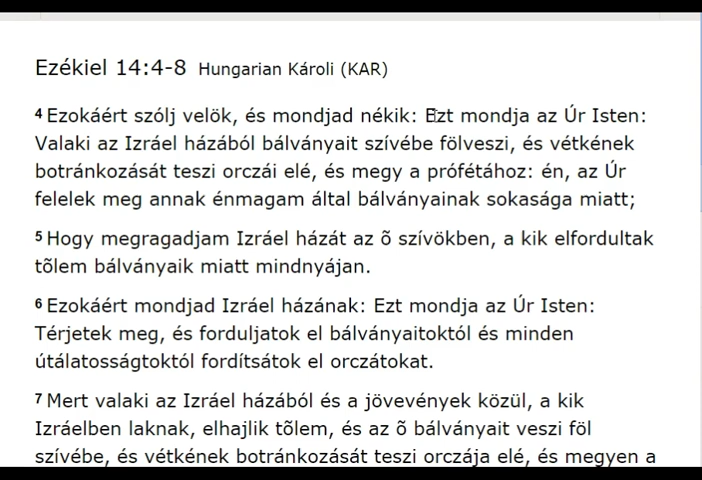 Ezékiel 14:4-8 Hungarian Károli (KAR)
4 Ezokáért szólj velök, és mondjad nékik: Ezt mondja az Úr Isten:
Valaki az Izráel házából bálványait szívébe fölveszi, és vétkének
botránkozását teszi orczái elé, és megy a prófétához: én, az Úr
felelek meg annak énmagam által bálványainak sokasága miatt;
5 Hogy megragadjam Izráel házát az õ szívökben, a kik elfordultak
tõlem bálványaik miatt mindnyájan.
6 Ezokáért mondjad Izráel házának: Ezt mondja az Úr Isten:
Térjetek meg, és forduljatok el bálványaitoktól és minden
útálatosságtoktól fordítsátok el orczátokat.
7 Mert valaki az Izráel házából és a jövevények közül, a kik
Izráelben laknak, elhajlik tõlem, és az õ bálványait veszi föl
szívébe, és vétkének botránkozását teszi orczája elé, és megyen a